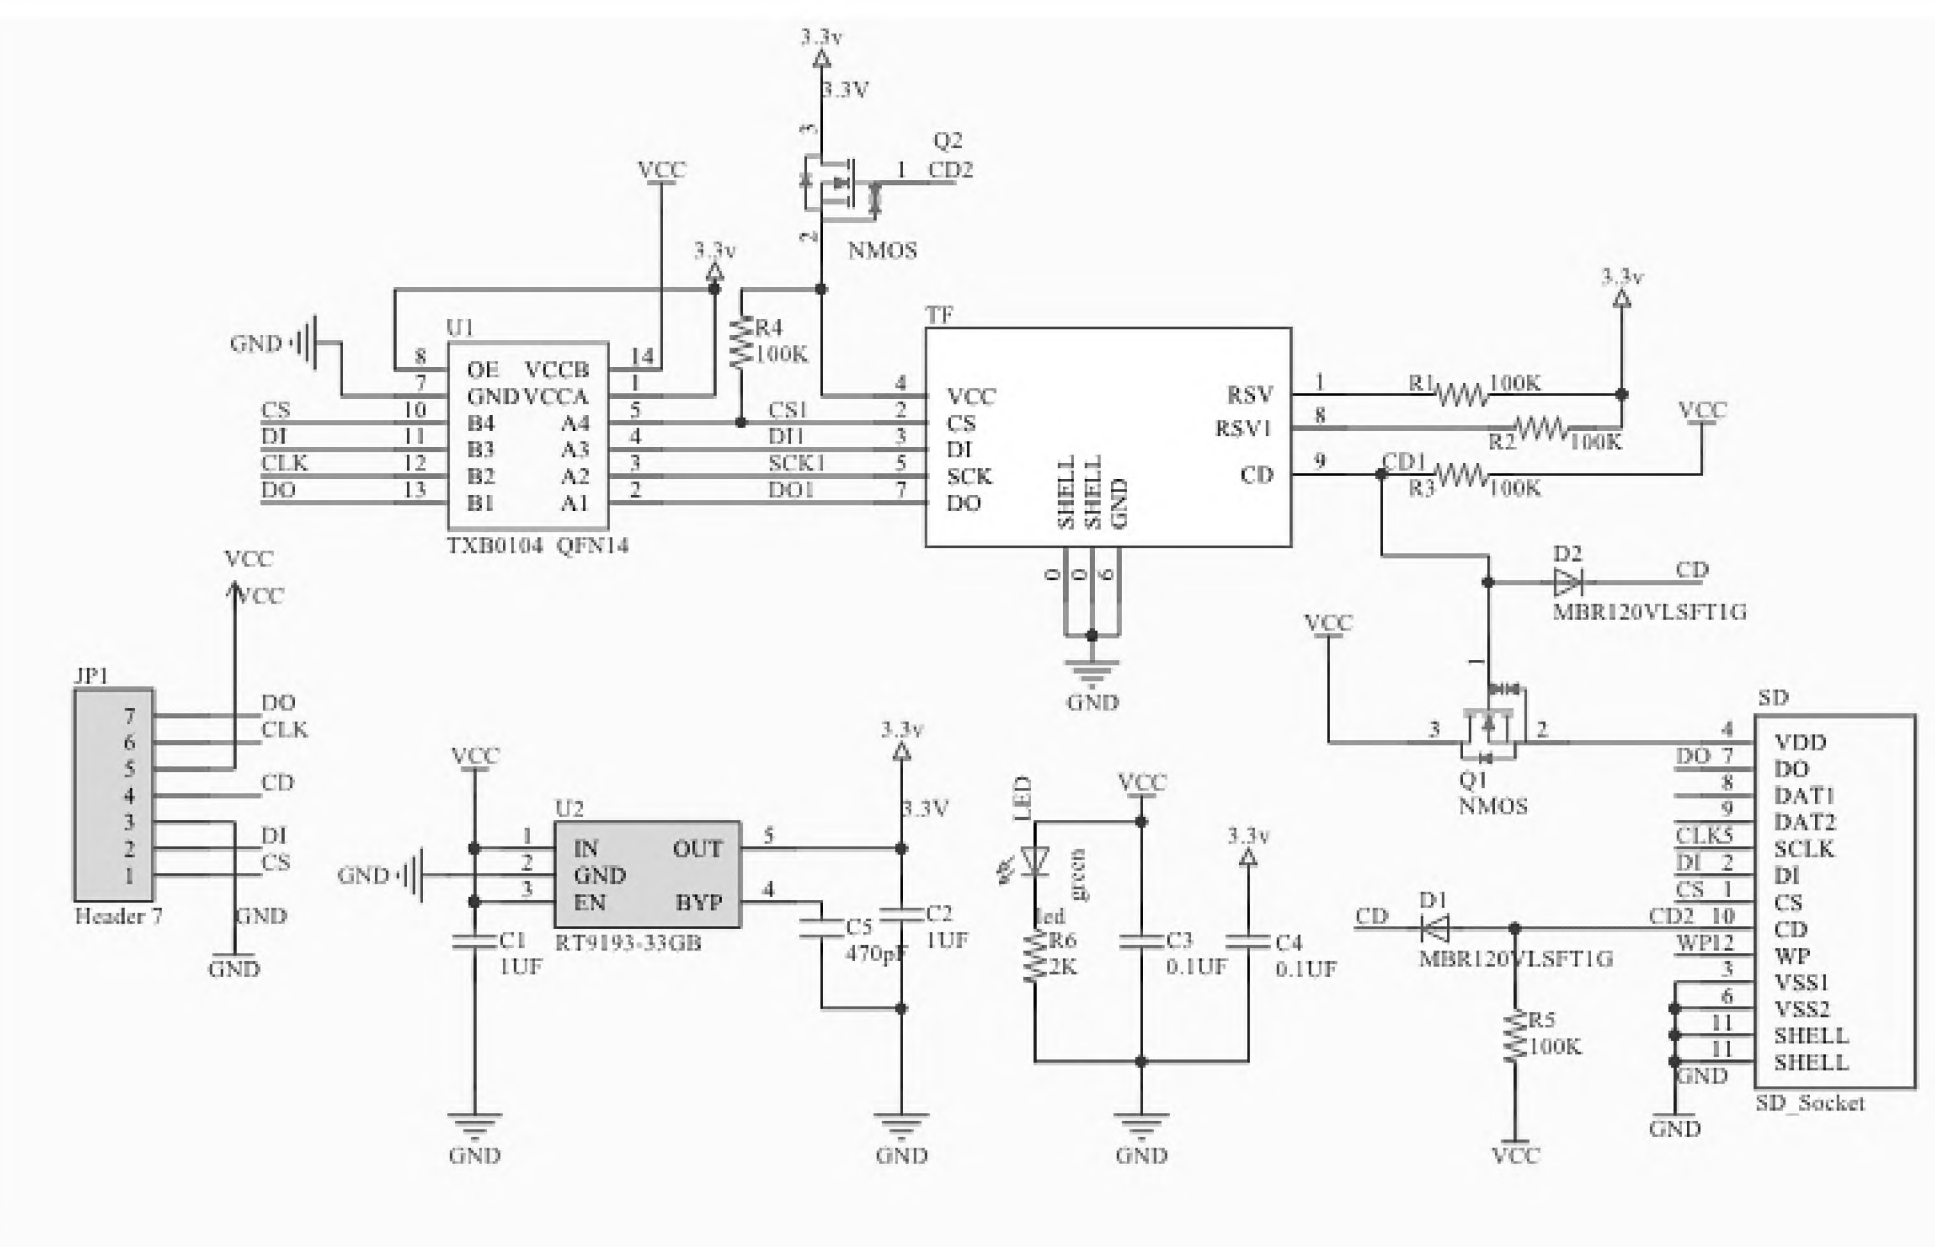 3.3v
3.3V
3
Q2
1 CD2
VCC
2
NMOS
3.3v
3.3v
U1
R4
100K
TF
GND
8 OE VCCB 14
7 GND VCCA 1
CS 10 B4 A4 5 CS1 2 CS
DI 11 B3 A3 4 DI1 3 DI
CLK 12 B2 A2 3 SCK1 5 SCK
DO 13 B1 A1 2 DO1 7 DO
4 VCC
TXB0104 QFN14
RSV 1 R1 100K
RSV1 8 R2 100K
CD 9 CD1 R3 100K
VCC
SHELL
SHELL
GND
0
0
6
GND
D2
CD
MBR120VLSFT1G
VCC
VCC
JP1
7 DO
6 CLK
5
4 CD
3
2 DI
1 CS
Header 7
GND
GND
VCC
3.3v
3.3V
U2
1 IN OUT 5
GND 2 GND
3 EN BYP 4
RT9193-33GB
C1
1UF
C5
470pF
C2
1UF
GND
GND
LED
green
led
R6
2K
VCC
C3
0.1UF
3.3v
C4
0.1UF
GND
VCC
1
3
2
Q1
NMOS
SD
4 VDD
DO 7 DO
8 DAT1
9 DAT2
CLK5 SCLK
DI 2 DI
CS 1 CS
CD2 10 CD
WP12 WP
3 VSS1
6 VSS2
11 SHELL
11 SHELL
GND
SD_Socket
GND
CD
D1
MBR120VLSFT1G
R5
100K
VCC